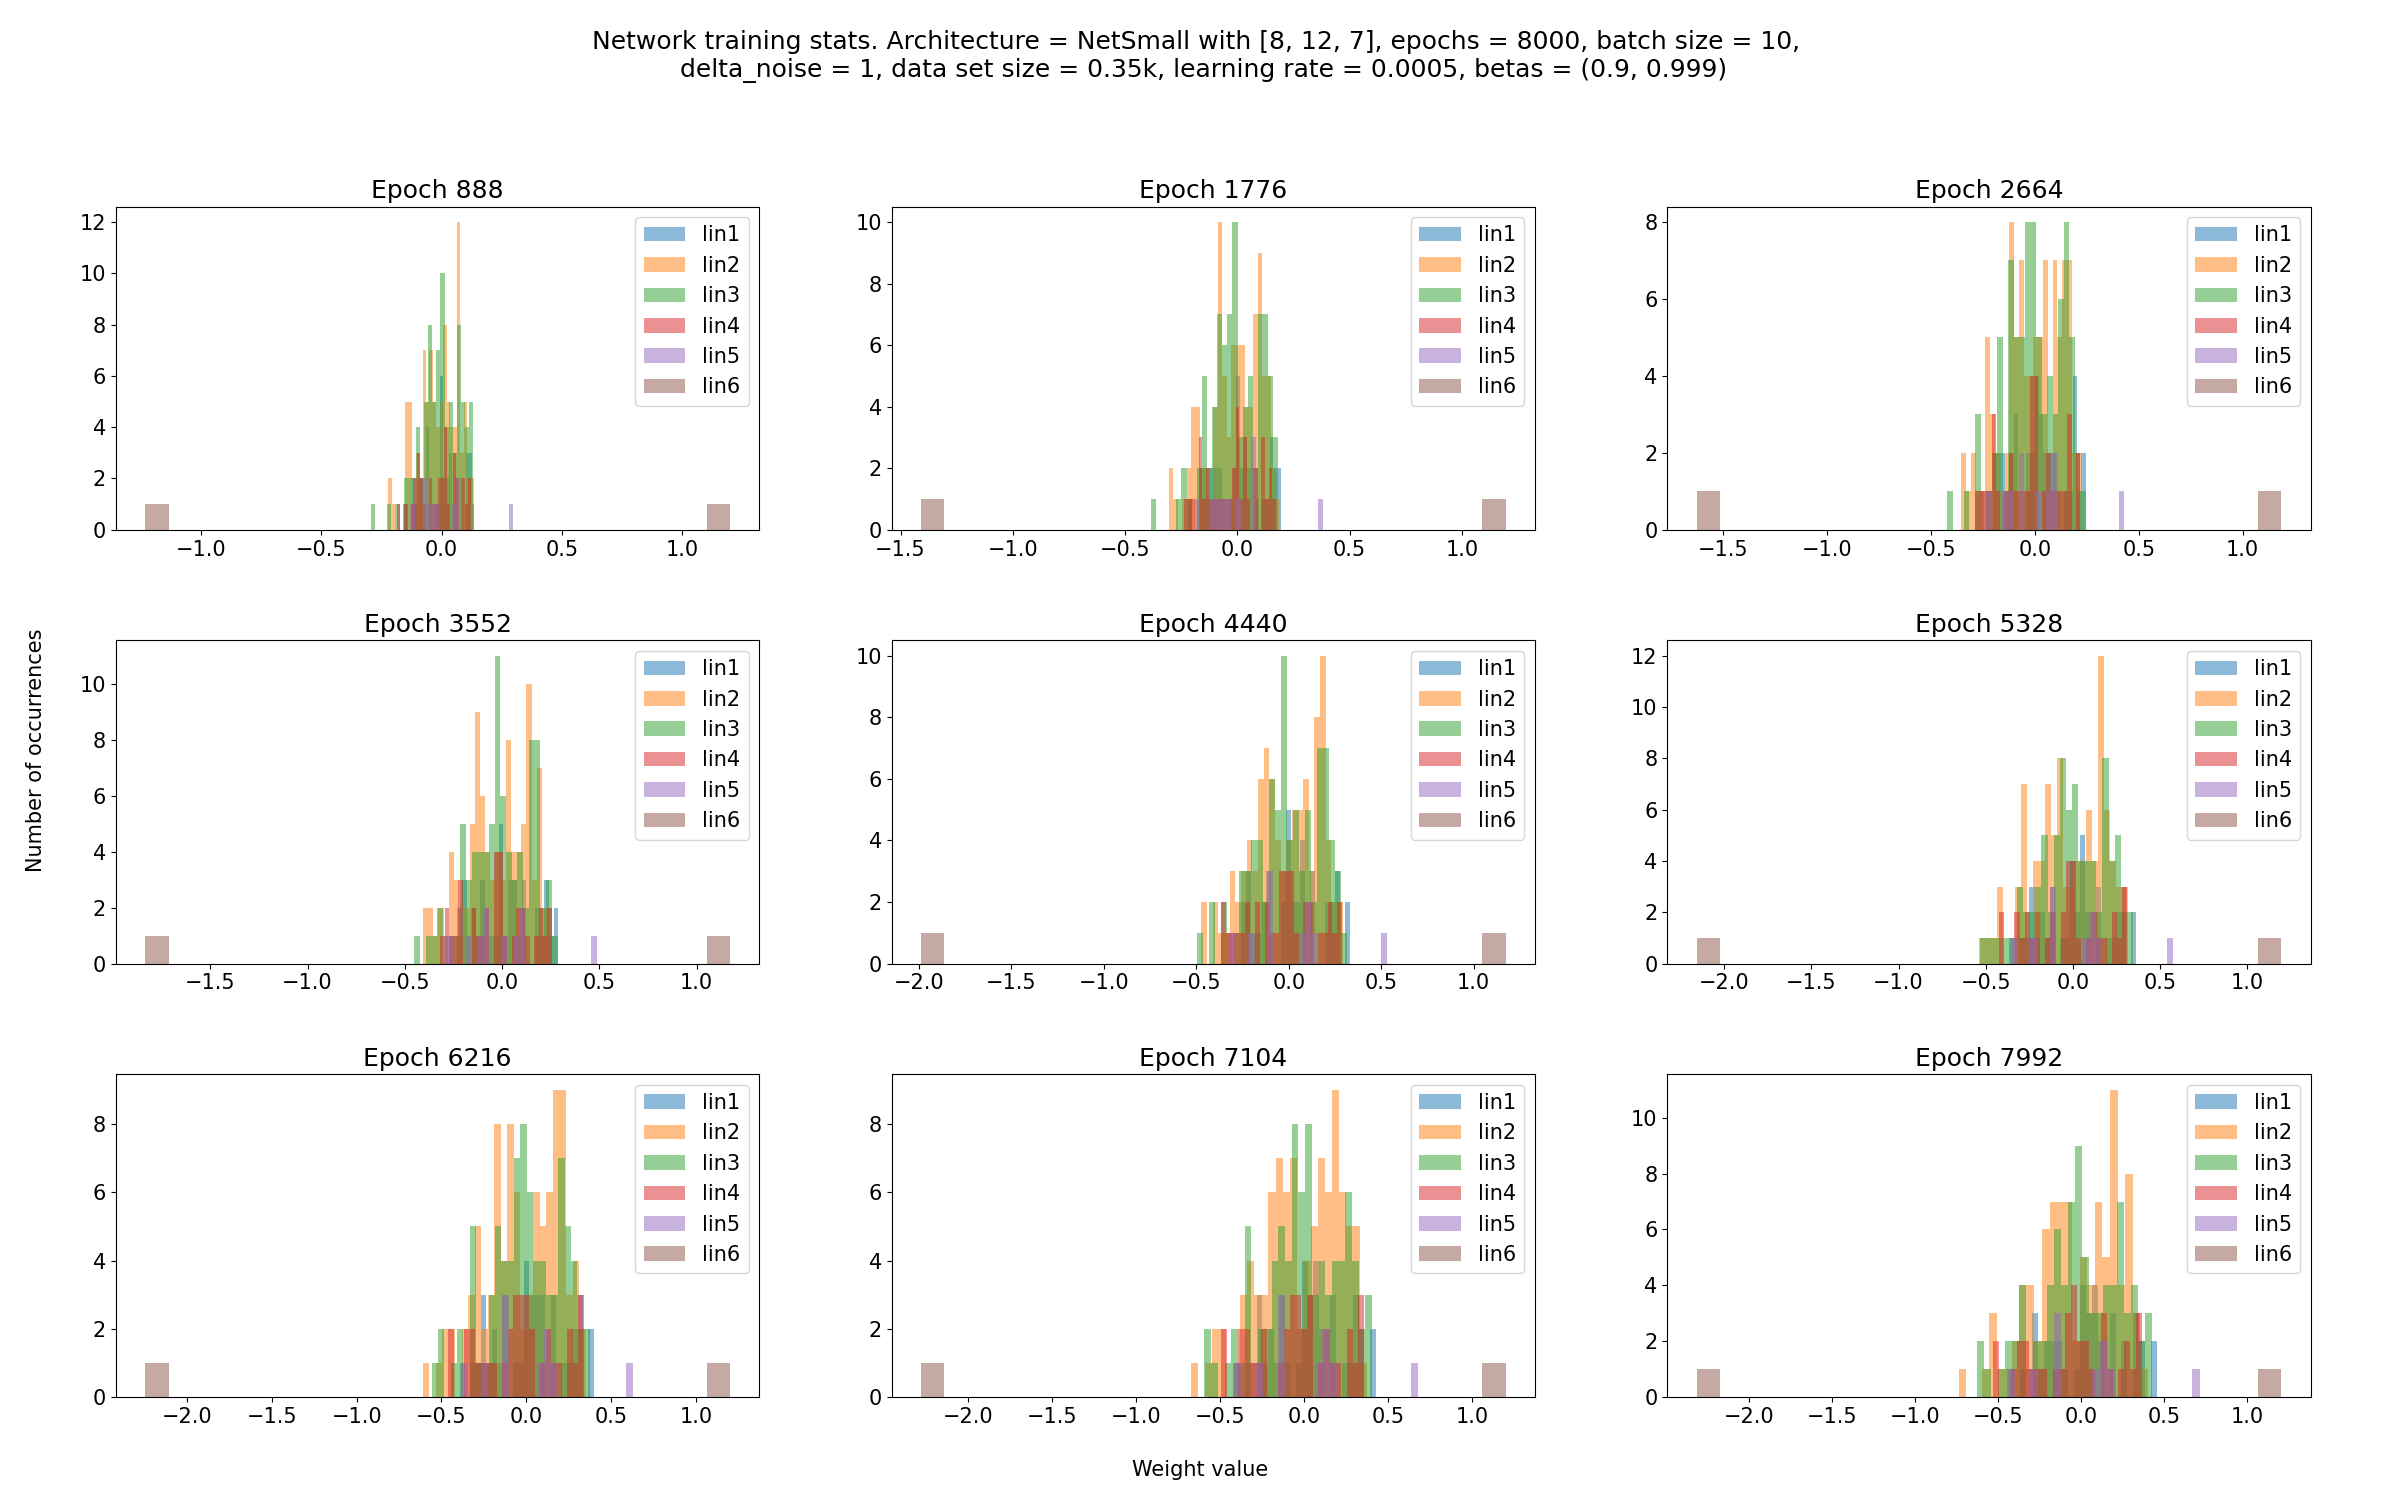 Network training stats. Architecture = NetSmall with [8, 12, 7], epochs = 8000, batch size = 10,
delta_noise = 1, data set size = 0.35k, learning rate = 0.0005, betas = (0.9, 0.999)
Epoch 888
12
10
8
6
4
2
0
−1.0 −0.5 0.0 0.5 1.0
lin1
lin2
lin3
lin4
lin5
lin6
Epoch 1776
10
8
6
4
2
0
−1.5 −1.0 −0.5 0.0 0.5 1.0
lin1
lin2
lin3
lin4
lin5
lin6
Epoch 2664
8
6
4
2
0
−1.5 −1.0 −0.5 0.0 0.5 1.0
lin1
lin2
lin3
lin4
lin5
lin6
Number of occurrences
Epoch 3552
10
8
6
4
2
0
−1.5 −1.0 −0.5 0.0 0.5 1.0
lin1
lin2
lin3
lin4
lin5
lin6
Epoch 4440
10
8
6
4
2
0
−2.0 −1.5 −1.0 −0.5 0.0 0.5 1.0
lin1
lin2
lin3
lin4
lin5
lin6
Epoch 5328
12
10
8
6
4
2
0
−2.0 −1.5 −1.0 −0.5 0.0 0.5 1.0
lin1
lin2
lin3
lin4
lin5
lin6
Epoch 6216
8
6
4
2
0
−2.0 −1.5 −1.0 −0.5 0.0 0.5 1.0
lin1
lin2
lin3
lin4
lin5
lin6
Epoch 7104
8
6
4
2
0
−2.0 −1.5 −1.0 −0.5 0.0 0.5 1.0
lin1
lin2
lin3
lin4
lin5
lin6
Epoch 7992
10
8
6
4
2
0
−2.0 −1.5 −1.0 −0.5 0.0 0.5 1.0
lin1
lin2
lin3
lin4
lin5
lin6
Weight value